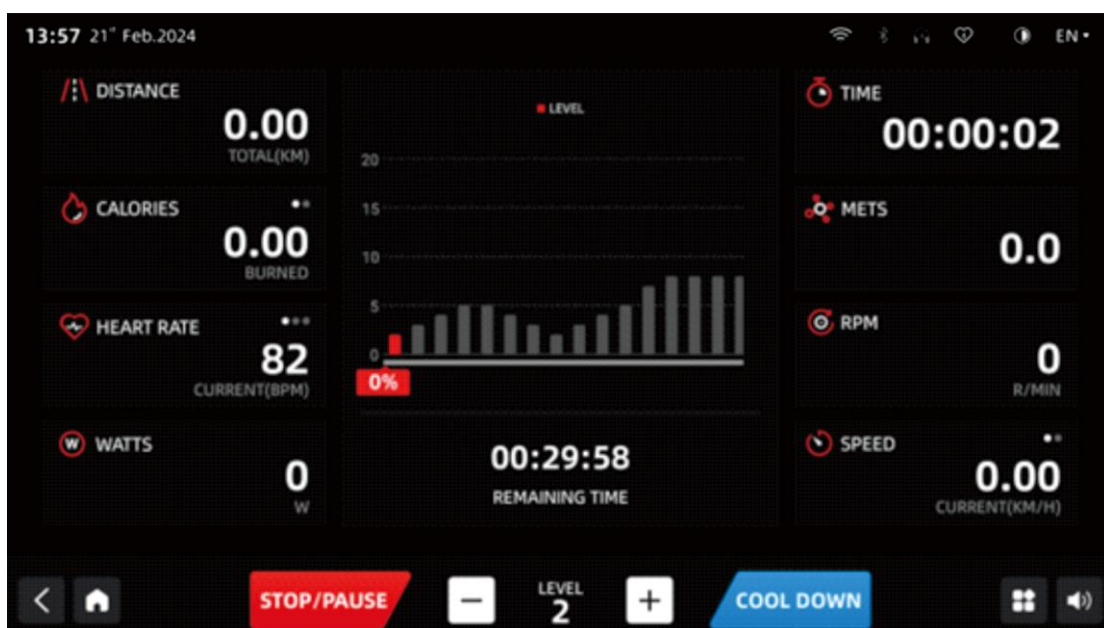 13:57 21st Feb.2024
EN
DISTANCE
0.00
TOTAL(KM)
CALORIES
0.00
BURNED
HEART RATE
82
CURRENT(BPM)
W WATTS
0
W
LEVEL
20
15
10
5
0
0%
00:29:58
REMAINING TIME
TIME
00:00:02
METS
0.0
RPM
0
R/MIN
SPEED
0.00
CURRENT(KM/H)
STOP/PAUSE
−
LEVEL
2
+
COOL DOWN